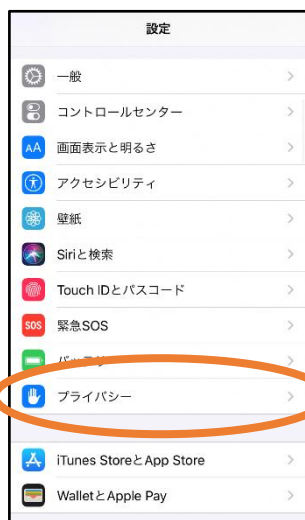 設定
一般
コントロールセンター
AA 画面表示と明るさ
アクセシビリティ
壁紙
Siriと検索
Touch IDとパスコード
SOS 緊急SOS
プライバシー
iTunes StoreとApp Store
WalletとApple Pay